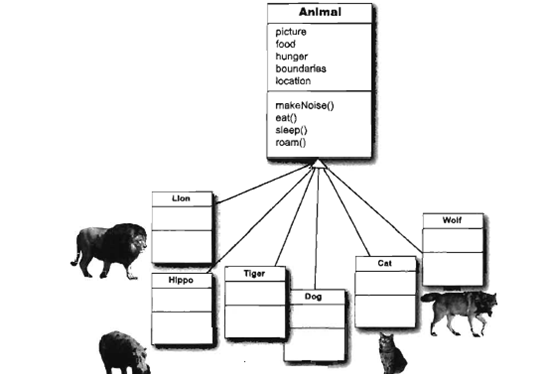 Animal
picture
food
hunger
boundaries
location
makeNoise()
eat()
sleep()
roam()
Lion
Wolf
Hippo
Tiger
Cat
Dog